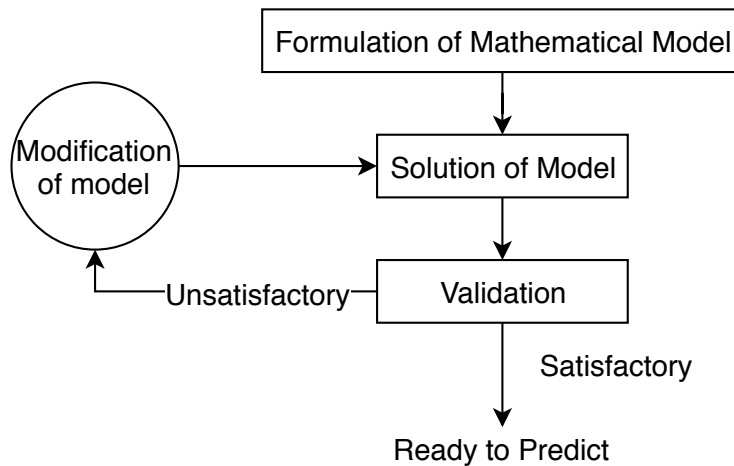 Formulation of Mathematical Model
Modification
of model
Solution of Model
Unsatisfactory
Validation
Satisfactory
Ready to Predict